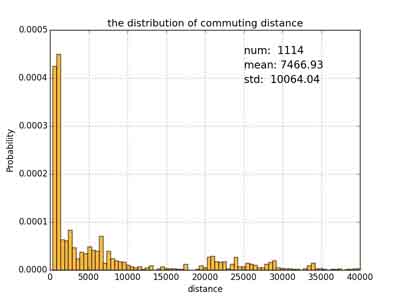 the distribution of commuting distance
0.0005
num: 1114
mean: 7466.93
std: 10064.04
0.0004
0.0003
Probability
0.0002
0.0001
0.0000
0 5000 10000 15000 20000 25000 30000 35000 40000
distance